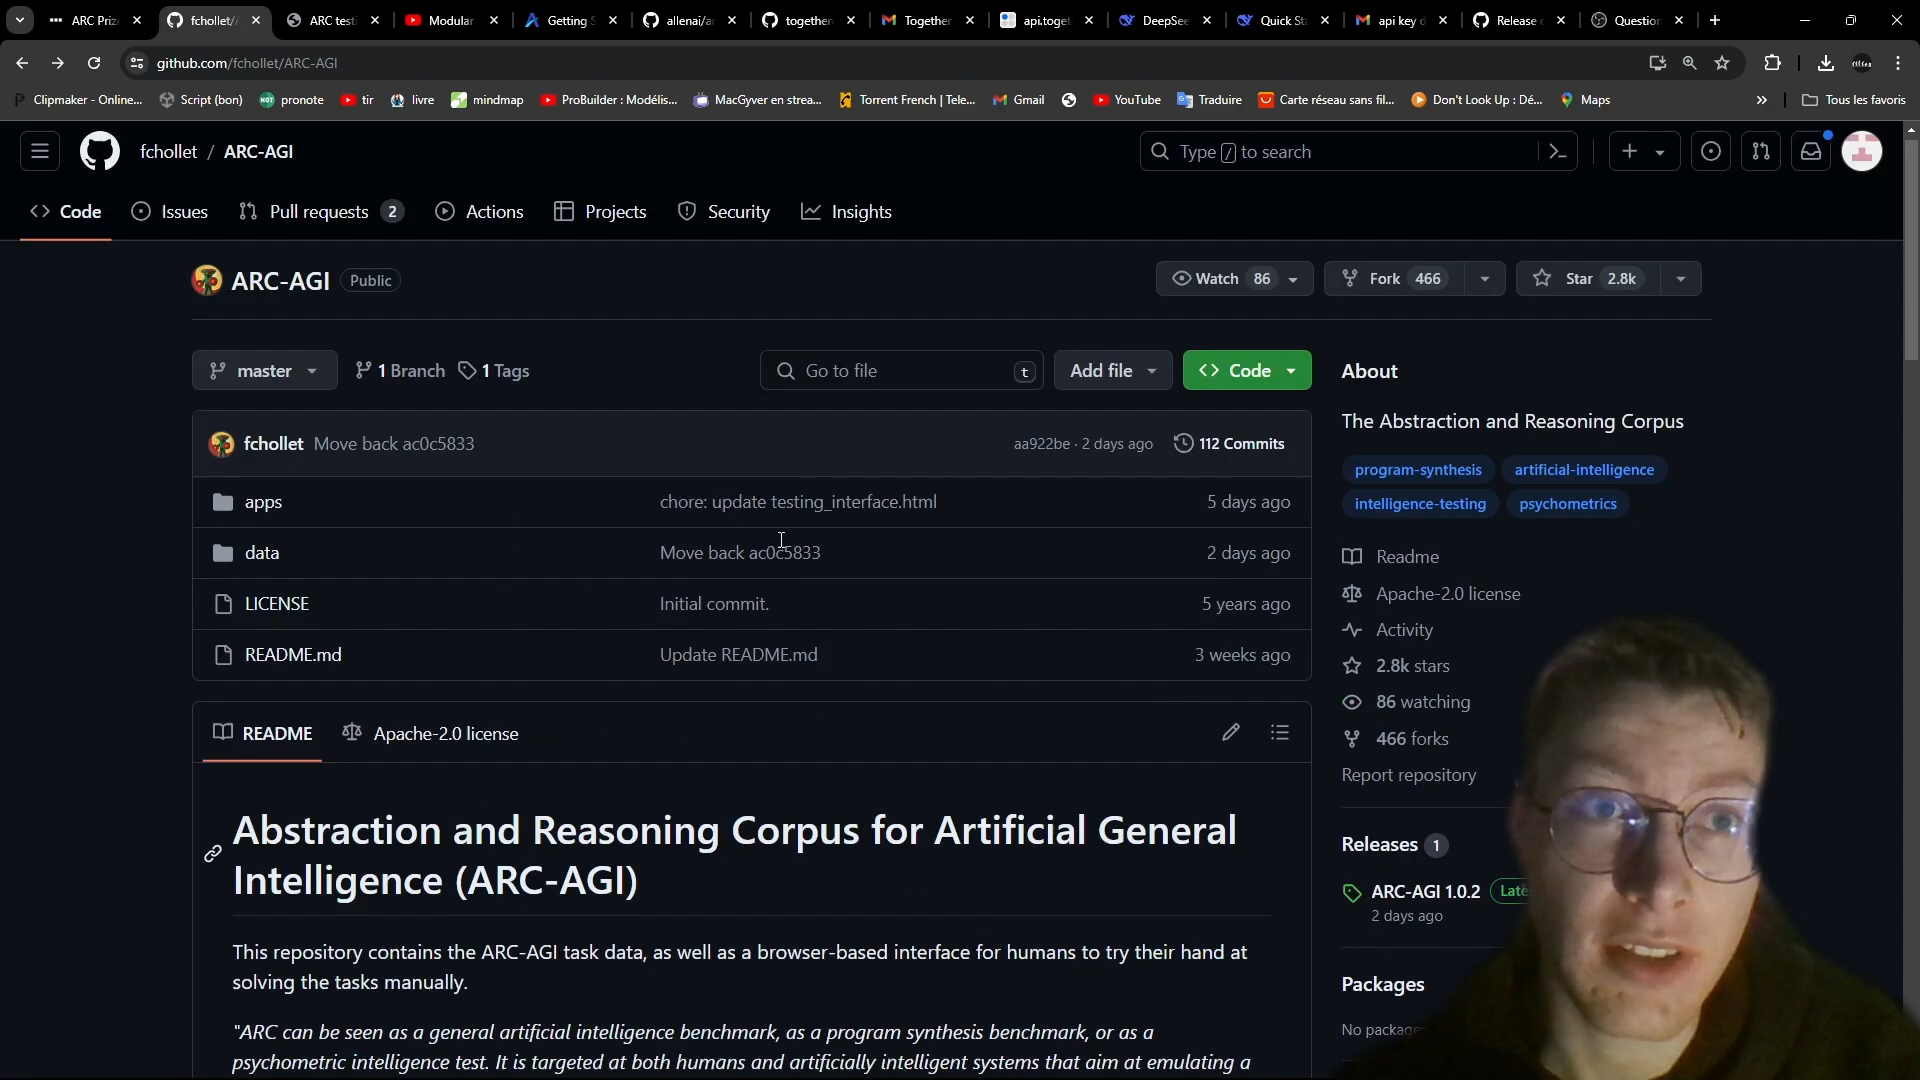 ARC Prize
fchollet/A
ARC testi
Modular
Getting S
allenai/ar
together
Together
api.toget
DeepSee
Quick Sta
api key d
Release
Question
github.com/fchollet/ARC-AGI
Clipmaker - Online...
Script (bon)
pronote
tir
livre
mindmap
ProBuilder : Modélis...
MacGyver en strea...
Torrent French | Tele...
Gmail
YouTube
Traduire
Carte réseau sans fil...
Don't Look Up : Dé...
Maps
Tous les favoris
fchollet / ARC-AGI
Type / to search
Code
Issues
Pull requests 2
Actions
Projects
Security
Insights
ARC-AGI Public
Watch 86
Fork 466
Star 2.8k
master
1 Branch
1 Tags
Go to file t
Add file
Code
fchollet Move back ac0c5833
aa922be · 2 days ago
112 Commits
apps chore: update testing_interface.html 5 days ago
data Move back ac0c5833 2 days ago
LICENSE Initial commit. 5 years ago
README.md Update README.md 3 weeks ago
README
Apache-2.0 license
Abstraction and Reasoning Corpus for Artificial General
Intelligence (ARC-AGI)
This repository contains the ARC-AGI task data, as well as a browser-based interface for humans to try their hand at
solving the tasks manually.
"ARC can be seen as a general artificial intelligence benchmark, as a program synthesis benchmark, or as a
psychometric intelligence test. It is targeted at both humans and artificially intelligent systems that aim at emulating a
About
The Abstraction and Reasoning Corpus
program-synthesis
artificial-intelligence
intelligence-testing
psychometrics
Readme
Apache-2.0 license
Activity
2.8k stars
86 watching
466 forks
Report repository
Releases 1
ARC-AGI 1.0.2 Late
2 days ago
Packages
No package